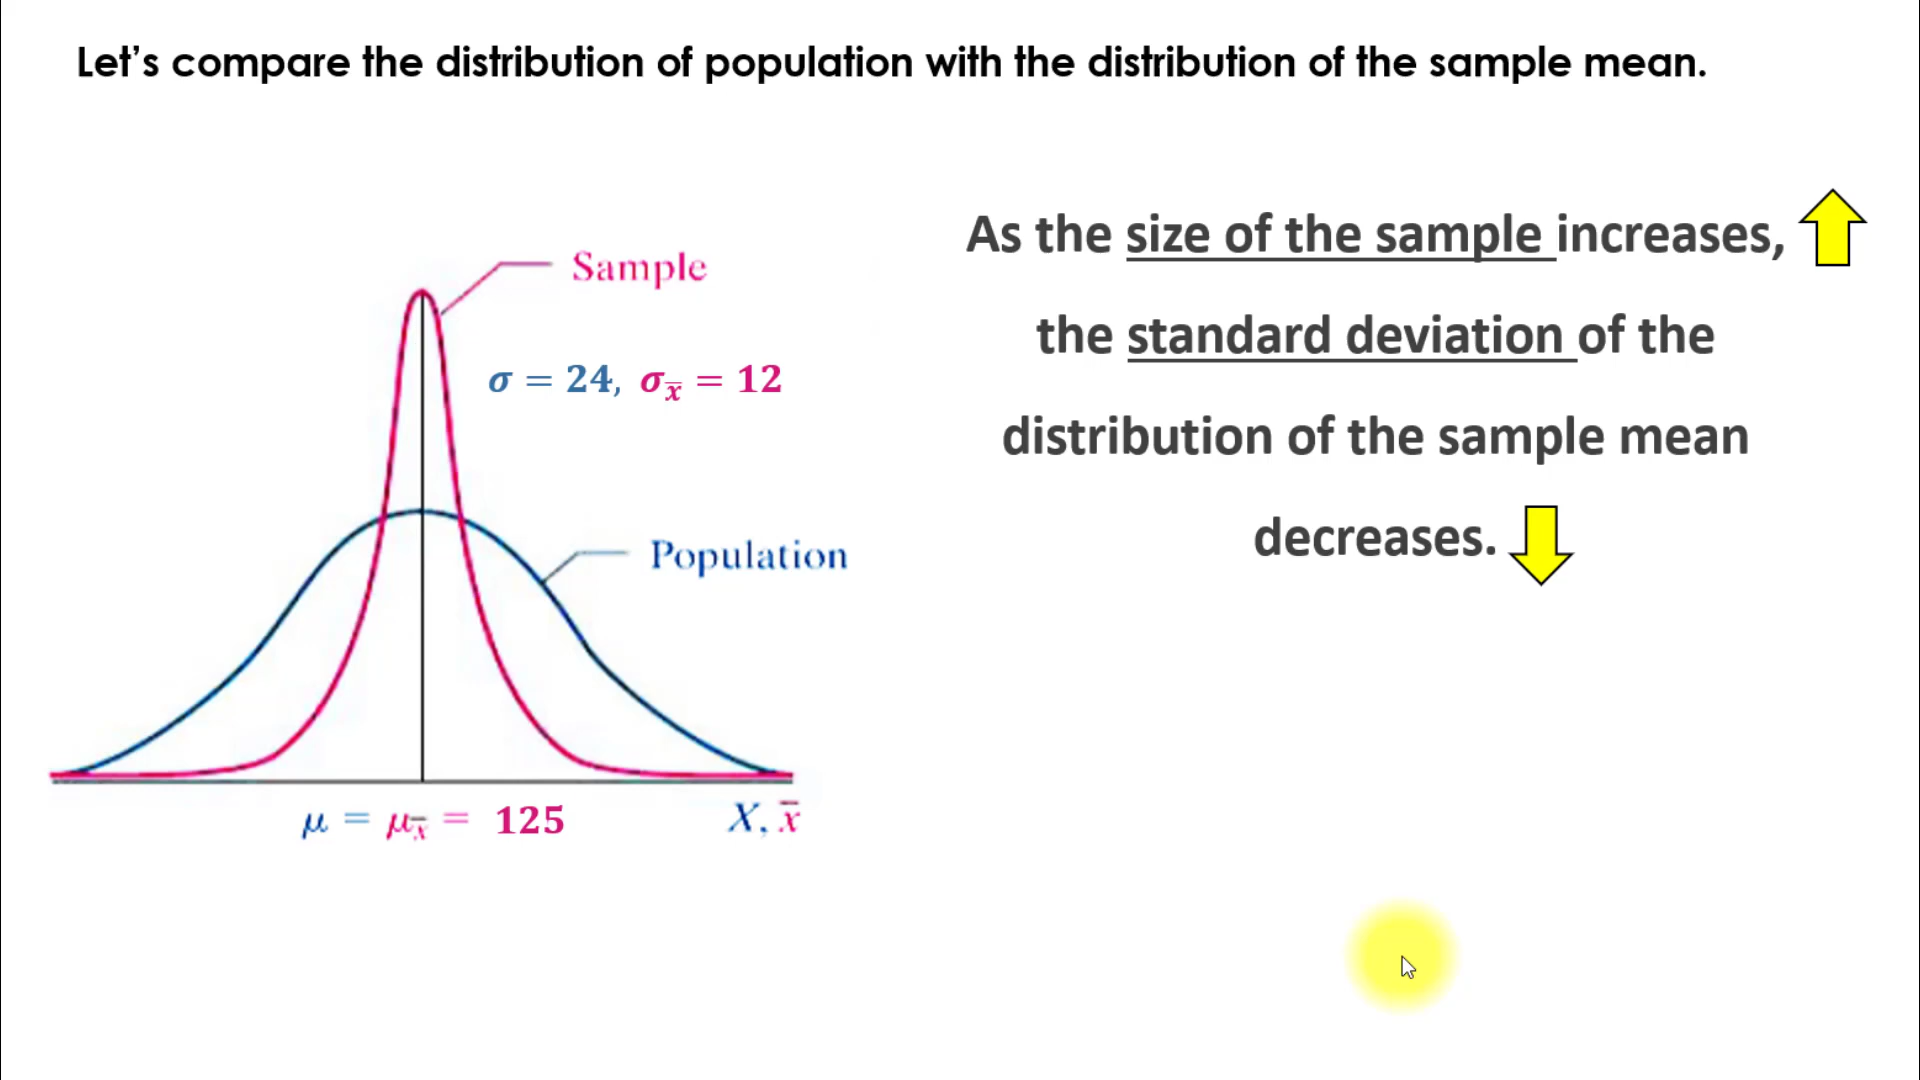 Let’s compare the distribution of population with the distribution of the sample mean.
As the size of the sample increases,
the standard deviation of the
distribution of the sample mean
decreases.
Sample
σ = 24, σx̅ = 12
Population
μ = μx̅ = 125
X, x̅